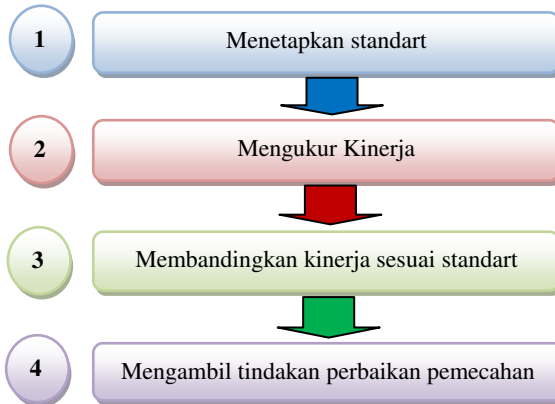 1
Menetapkan standart
2
Mengukur Kinerja
3
Membandingkan kinerja sesuai standart
4
Mengambil tindakan perbaikan pemecahan